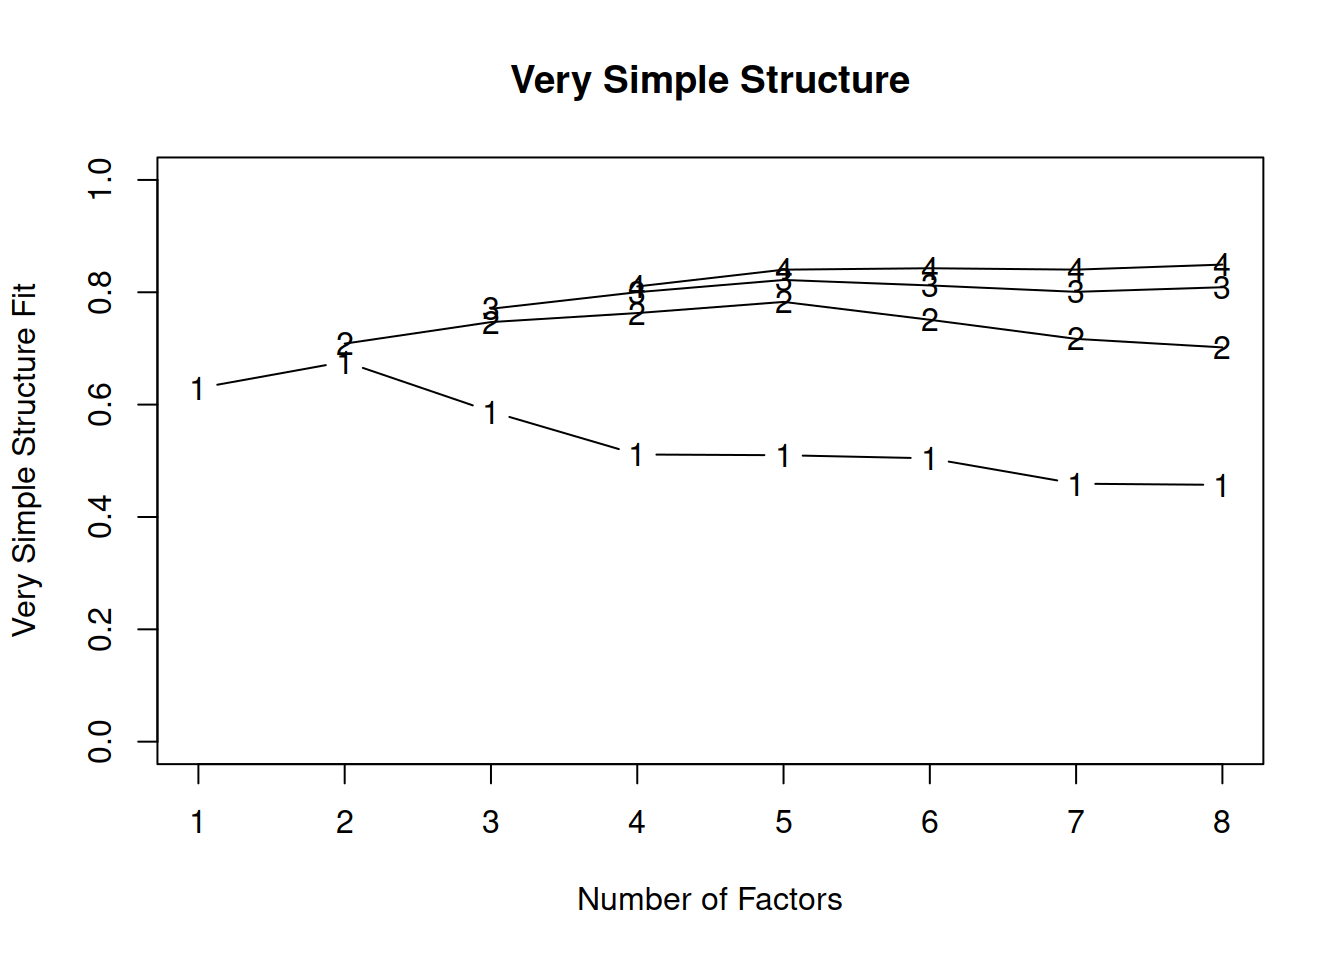 Very Simple Structure
Very Simple Structure Fit
1.0
0.8
0.6
0.4
0.2
0.0
4 4 4 4 4
3 3 3 3 3 3
2 2 2 2 2 2 2
1 1 1 1 1 1 1 1
1 2 3 4 5 6 7 8
Number of Factors